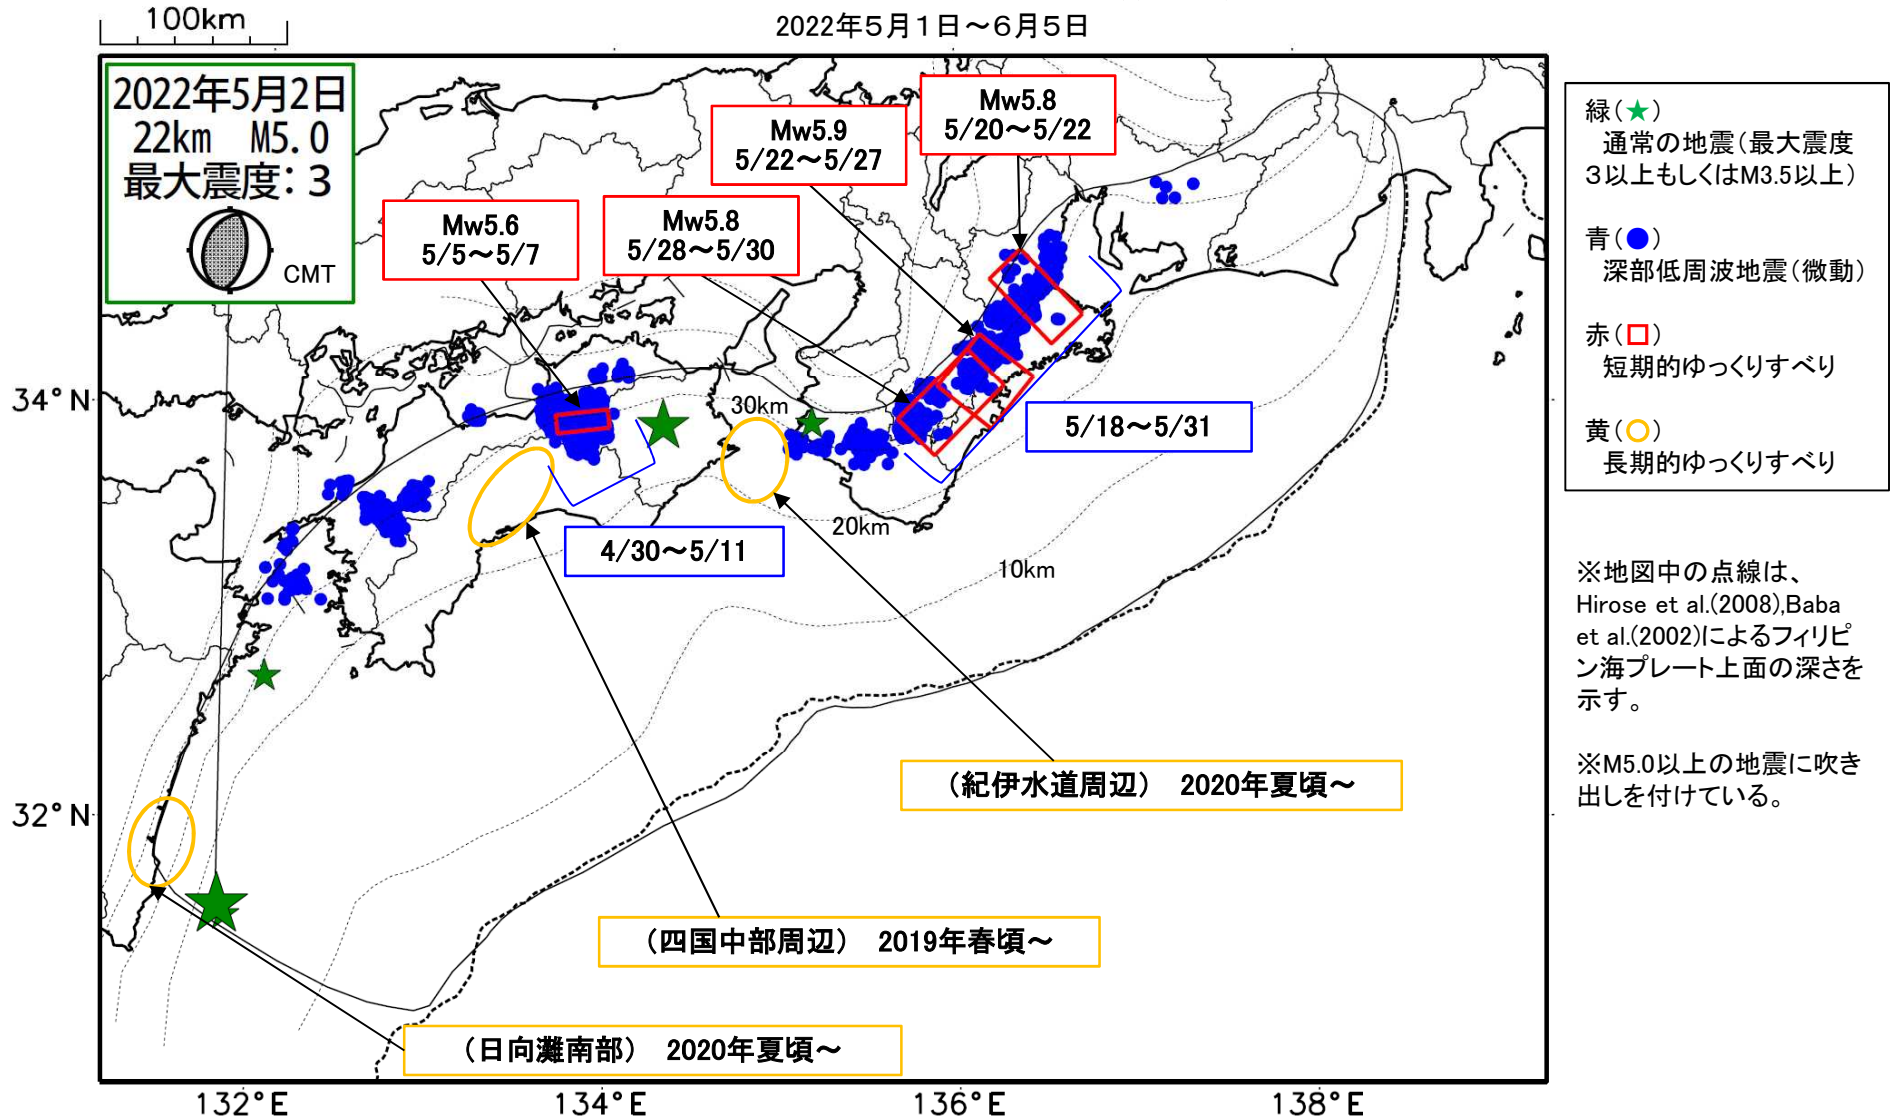 100km
2022年5月1日～6月5日
2022年5月2日
22km M5.0
最大震度：3
CMT
Mw5.6
5/5～5/7
Mw5.8
5/28～5/30
Mw5.9
5/22～5/27
Mw5.8
5/20～5/22
34°N
32°N
30km
20km
10km
5/18～5/31
4/30～5/11
（紀伊水道周辺） 2020年夏頃～
（四国中部周辺） 2019年春頃～
（日向灘南部） 2020年夏頃～
132°E
134°E
136°E
138°E
緑（★）
通常の地震（最大震度
3以上もしくはM3.5以上）
青（●）
深部低周波地震（微動）
赤（□）
短期的ゆっくりすべり
黄（○）
長期的ゆっくりすべり
※地図中の点線は、
Hirose et al.(2008),Baba
et al.(2002)によるフィリピ
ン海プレート上面の深さを
示す。
※M5.0以上の地震に吹き
出しを付けている。